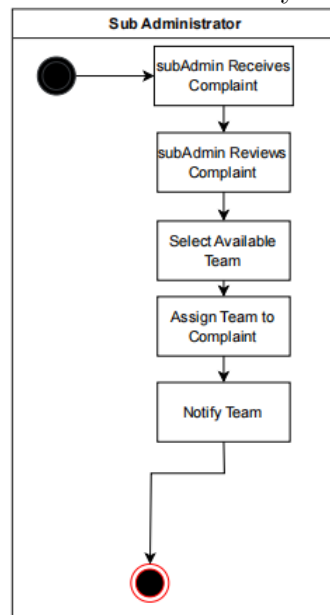 Sub Administrator
subAdmin Receives
Complaint
subAdmin Reviews
Complaint
Select Available
Team
Assign Team to
Complaint
Notify Team